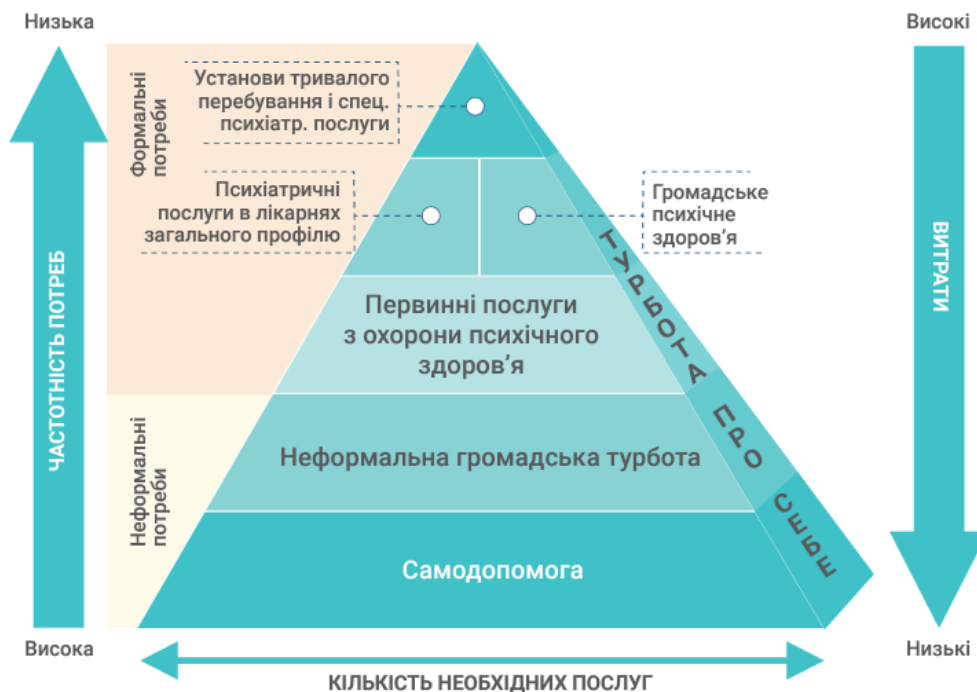 Низька
Високі
Формальні
потреби
Установи тривалого
перебування і спец.
психіатр. послуги
Психіатричні
послуги в лікарнях
загального профілю
Громадське
психічне
здоров’я
ЧАСТОТНІСТЬ ПОТРЕБ
ВИТРАТИ
ТУРБОТА ПРО СЕБЕ
Первинні послуги
з охорони психічного
здоров’я
Неформальні
потреби
Неформальна громадська турбота
Самодопомога
Висока
Низькі
КІЛЬКІСТЬ НЕОБХІДНИХ ПОСЛУГ